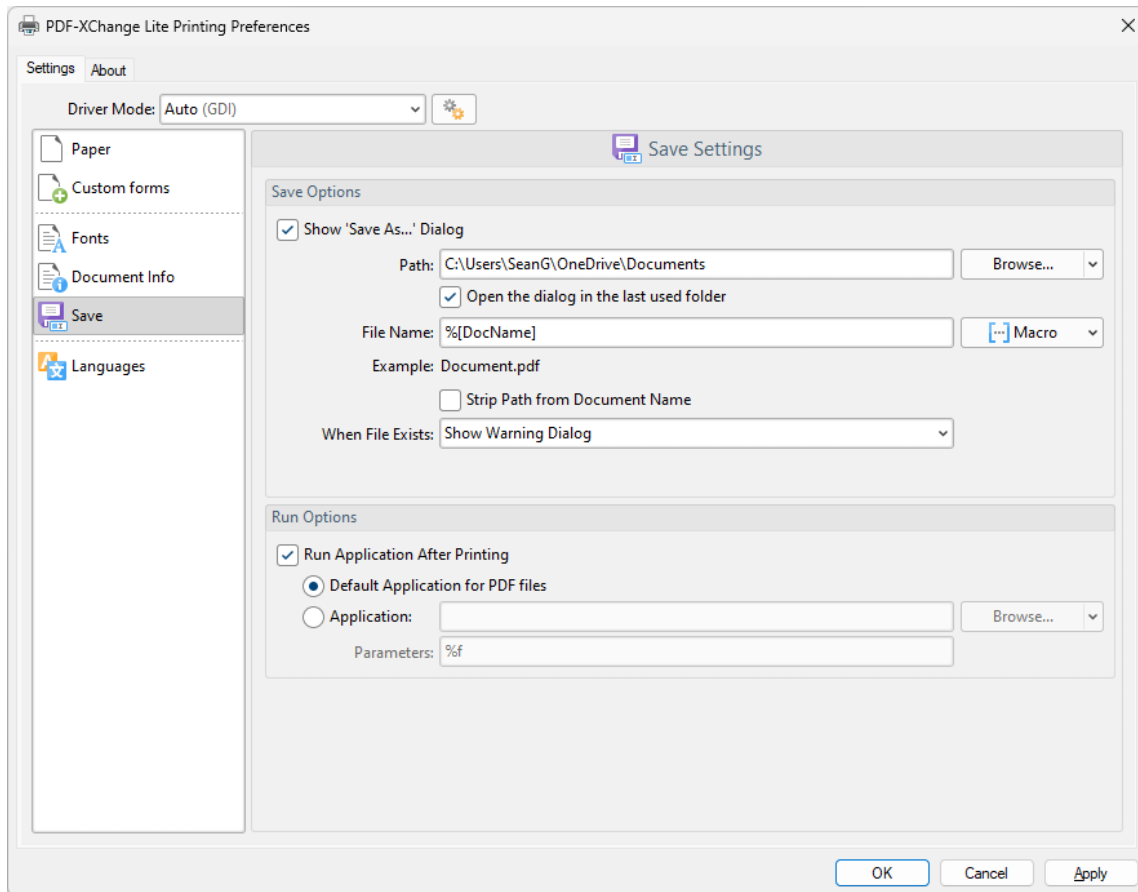 PDF-XChange Lite Printing Preferences
Settings About
Driver Mode: Auto (GDI)
Paper
Custom forms
Fonts
Document Info
Save
Languages
Save Settings
Save Options
Show 'Save As...' Dialog
Path: C:\Users\SeanG\OneDrive\Documents Browse...
Open the dialog in the last used folder
File Name: %[DocName] Macro
Example: Document.pdf
Strip Path from Document Name
When File Exists: Show Warning Dialog
Run Options
Run Application After Printing
Default Application for PDF files
Application: Browse...
Parameters: %f
OK Cancel Apply